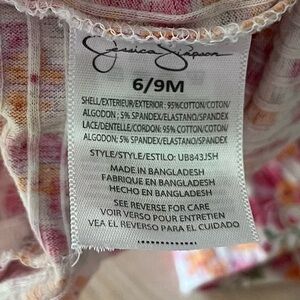 Jessica Simpson
6/9M
SHELL/EXTERIEUR/EXTERIOR: 95%COTTON/COTON/
ALGODON; 5% SPANDEX/ELASTANO/SPANDEX
LACE/DENTELLE/CORDON: 95% COTTON/COTON/
ALGODON; 5% SPANDEX/ELASTANO/SPANDEX
STYLE/STYLE/ESTILO: UB843JSH
MADE IN BANGLADESH
FABRIQUE EN BANGLADESH
HECHO EN BANGLADESH
SEE REVERSE FOR CARE
VOIR VERSO POUR ENTRETIEN
VEA EL REVERSO PARA EL CUIDADO